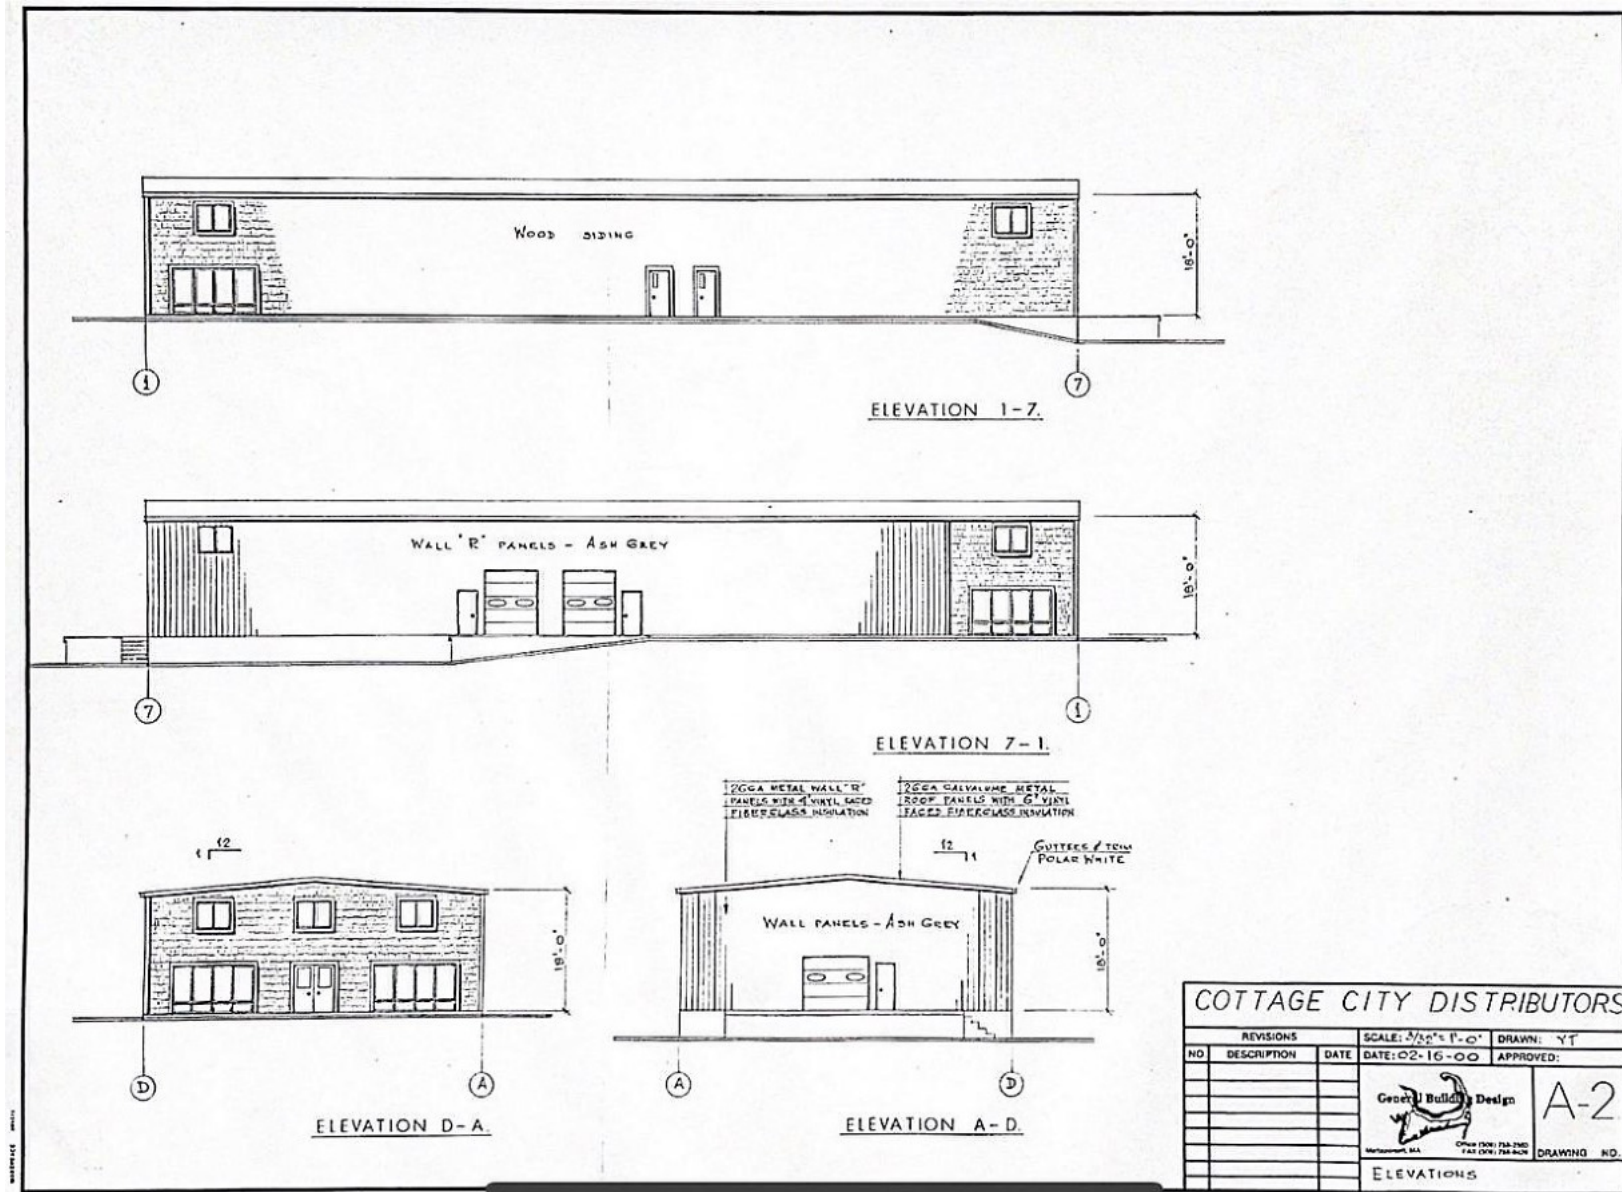 WOOD SIDING
18'-0"
1
7
ELEVATION 1-7.
WALL "R" PANELS - ASH GREY
18'-0"
7
1
ELEVATION 7-1.
26GA METAL WALL "R"
PANELS WITH 4" VINYL FACED
FIBERGLASS INSULATION
26GA GALVALUME METAL
ROOF PANELS WITH 6" VINYL
FACED FIBERGLASS INSULATION
12
1
12
1
GUTTERS & TRIM
POLAR WHITE
18'-0"
WALL PANELS - ASH GREY
18'-0"
D
A
ELEVATION D-A.
A
D
ELEVATION A-D.
COTTAGE CITY DISTRIBUTORS
REVISIONS
NO DESCRIPTION DATE
SCALE: 3/32" = 1'-0" DRAWN: YT
DATE: 02-16-00 APPROVED:
General Building Design
A-2
DRAWING NO.
ELEVATIONS